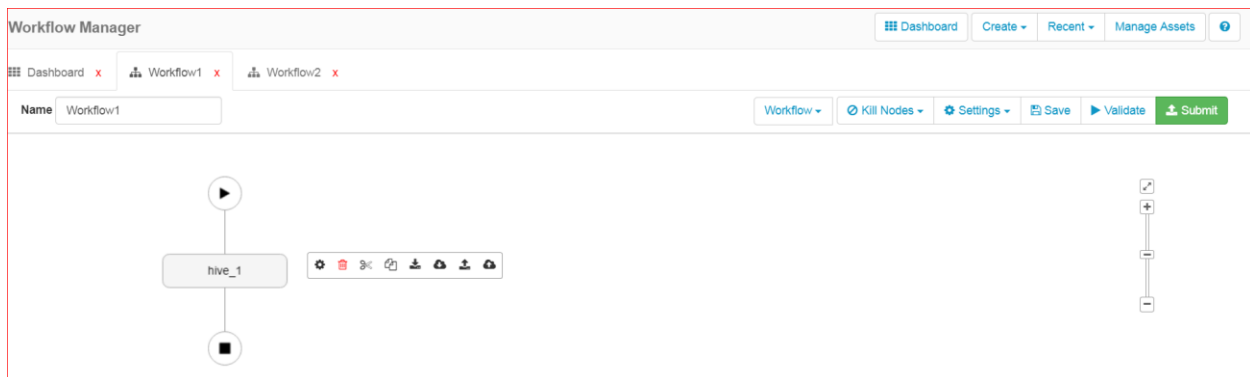 Workflow Manager
Dashboard Create Recent Manage Assets ?
Dashboard x Workflow1 x Workflow2 x
Name Workflow1 Workflow Kill Nodes Settings Save Validate Submit
hive_1